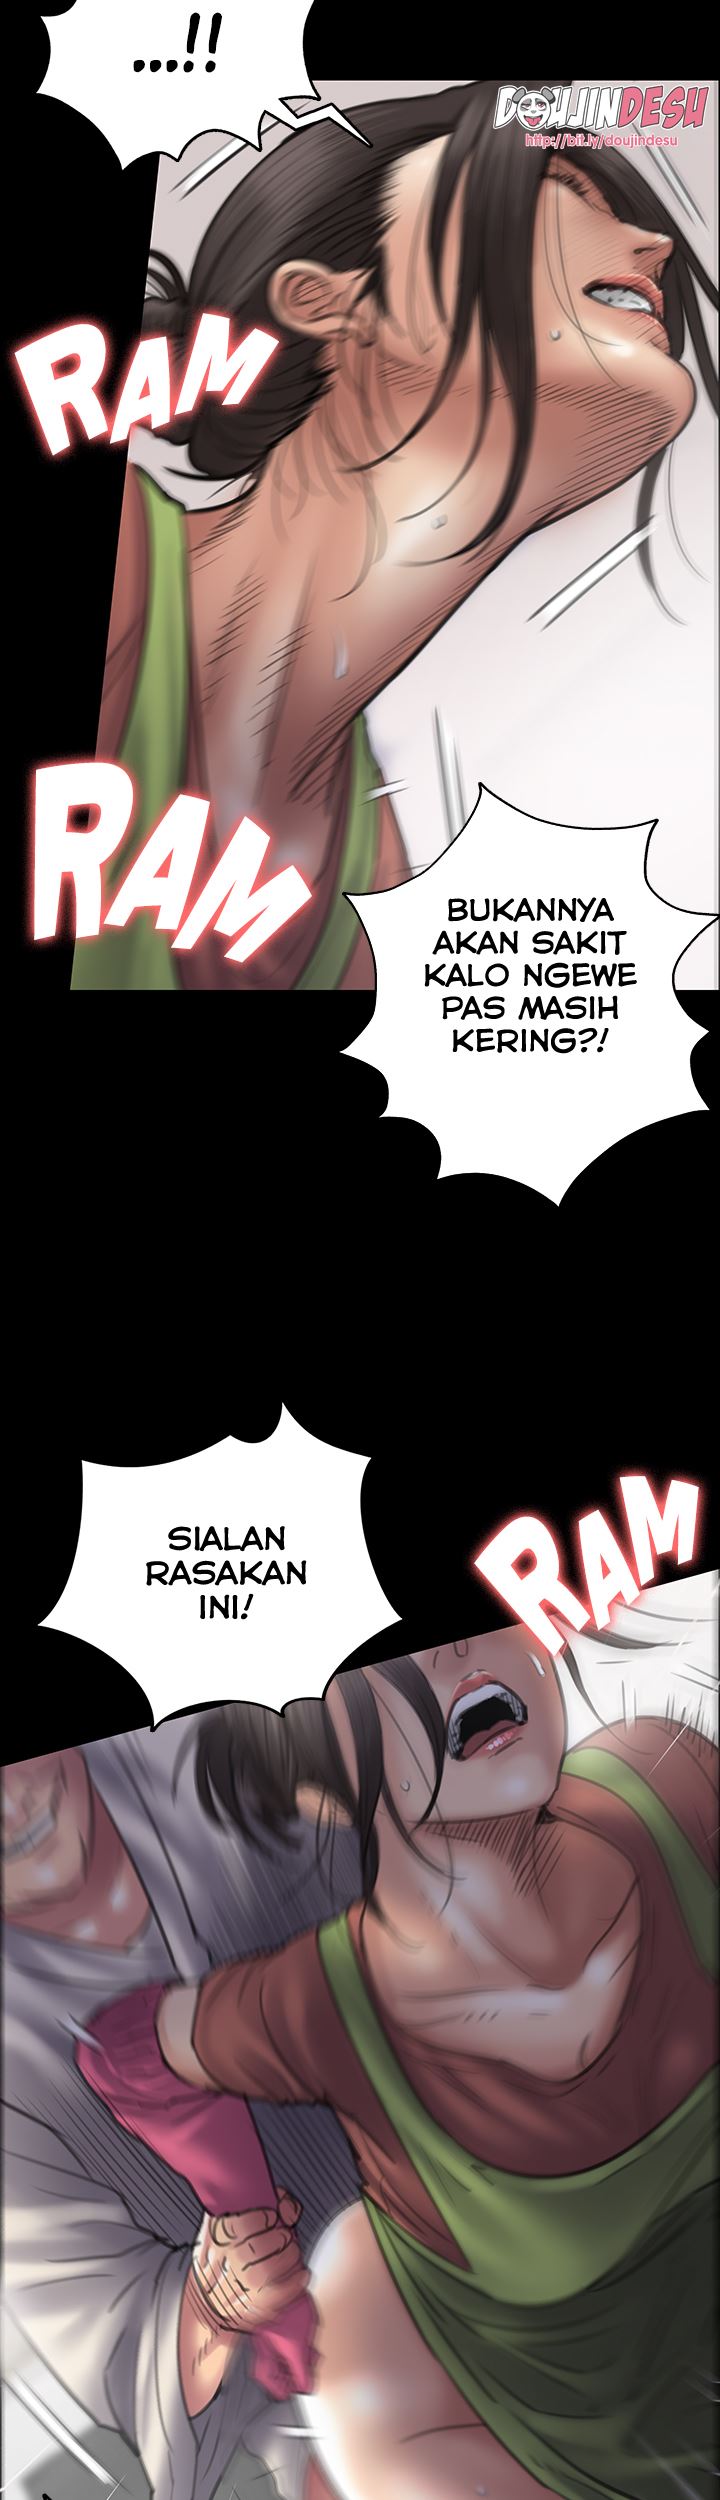 ....!!
DOUJINDESU
http://bit.ly/doujindesu
RAM
RAM
BUKANNYA
AKAN SAKIT
KALO NGEWE
PAS MASIH
KERING?!
SIALAN
RASAKAN
INI!
RAM